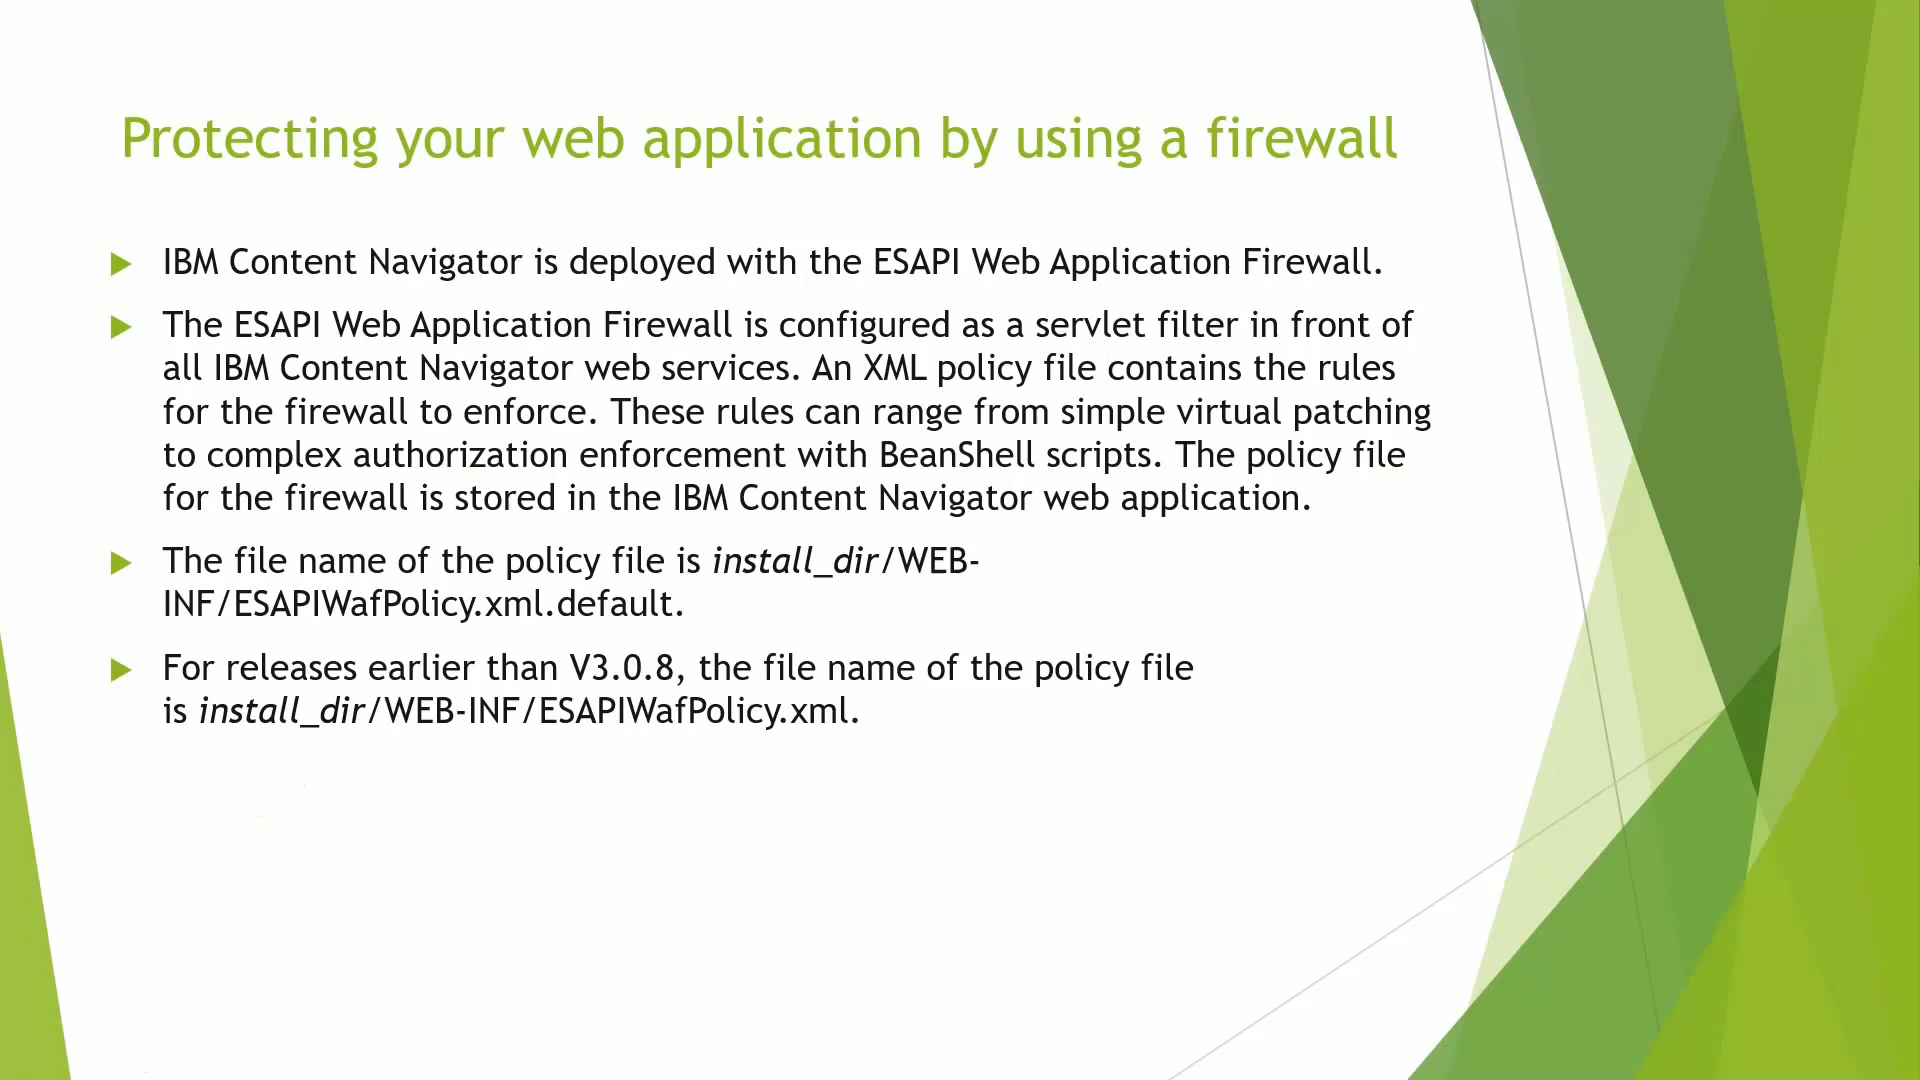 Protecting your web application by using a firewall
IBM Content Navigator is deployed with the ESAPI Web Application Firewall.
The ESAPI Web Application Firewall is configured as a servlet filter in front of
all IBM Content Navigator web services. An XML policy file contains the rules
for the firewall to enforce. These rules can range from simple virtual patching
to complex authorization enforcement with BeanShell scripts. The policy file
for the firewall is stored in the IBM Content Navigator web application.
The file name of the policy file is install_dir/WEB-
INF/ESAPIWafPolicy.xml.default.
For releases earlier than V3.0.8, the file name of the policy file
is install_dir/WEB-INF/ESAPIWafPolicy.xml.